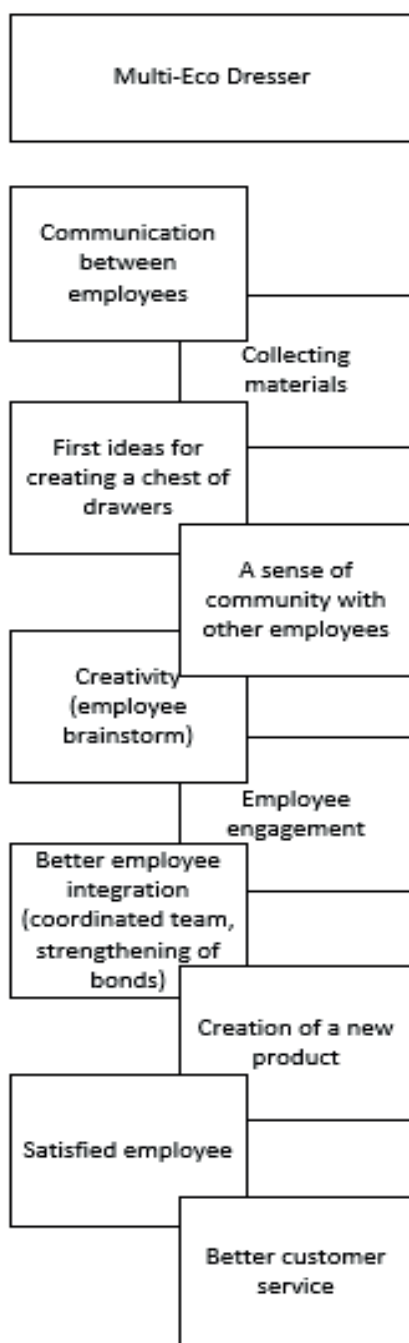 Multi-Eco Dresser
Communication
between
employees
Collecting
materials
First ideas for
creating a chest of
drawers
A sense of
community with
other employees
Creativity
(employee
brainstorm)
Employee
engagement
Better employee
integration
(coordinated team,
strengthening of
bonds)
Creation of a new
product
Satisfied employee
Better customer
service